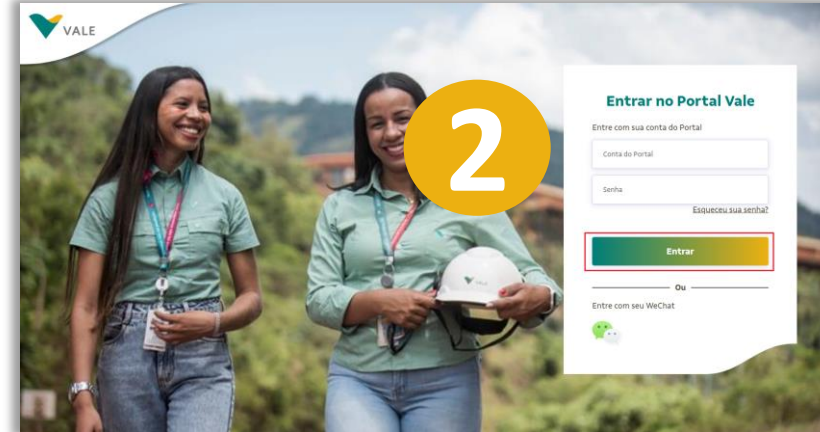 VALE
2
Entrar no Portal Vale
Entre com sua conta do Portal
Conta do Portal
Senha
Esqueceu sua senha?
Entrar
Ou
Entre com seu WeChat
VALE